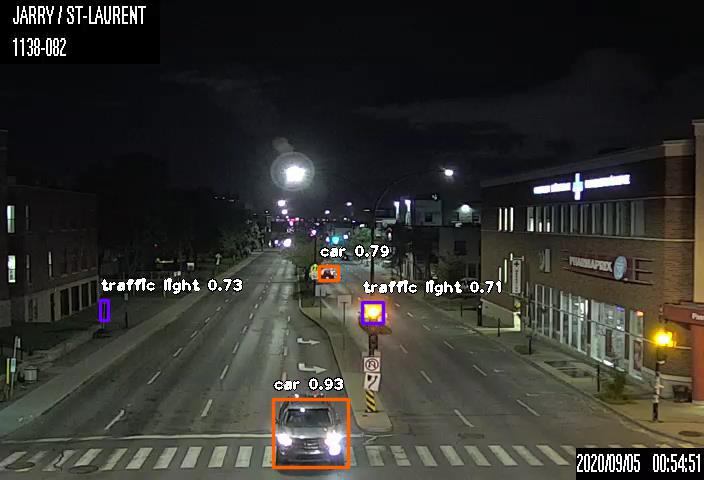 JARRY / ST-LAURENT
1138-082
car 0.79
traffic light 0.73
traffic light 0.71
PHARMAPRIX
car 0.93
2020/09/05 00:54:51